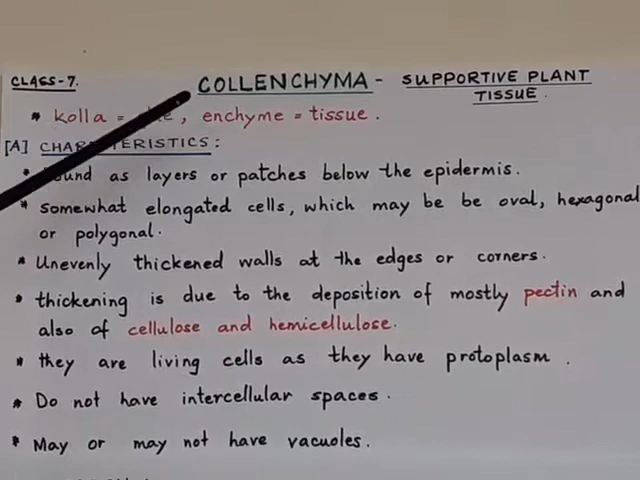 CLASS-7.
COLLENCHYMA - SUPPORTIVE PLANT
TISSUE.
* kolla = , enchyme = tissue.
[A] CHARACTERISTICS:
* found as layers or patches below the epidermis.
* somewhat elongated cells, which may be be oval, hexagonal
or polygonal.
* Unevenly thickened walls at the edges or corners.
* thickening is due to the deposition of mostly pectin and
also of cellulose and hemicellulose.
* they are living cells as they have protoplasm.
* Do not have intercellular spaces.
* May or may not have vacuoles.